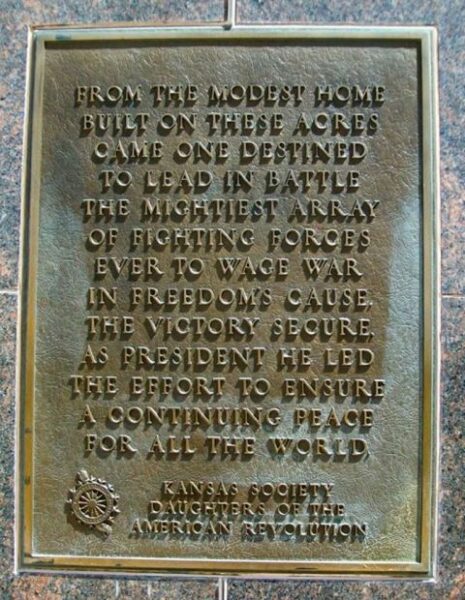 FROM THE MODEST HOME
BUILT ON THESE ACRES
CAME ONE DESTINED
TO LEAD IN BATTLE
THE MIGHTIEST ARRAY
OF FIGHTING FORCES
EVER TO WAGE WAR
IN FREEDOM'S CAUSE.
THE VICTORY SECURE,
AS PRESIDENT HE LED
THE EFFORT TO ENSURE
A CONTINUING PEACE
FOR ALL THE WORLD.
KANSAS SOCIETY
DAUGHTERS OF THE
AMERICAN REVOLUTION